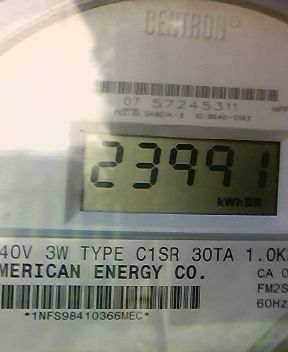 CENTRON®
07 57245311
23991
kWh
40V 3W TYPE C1SR 30TA 1.0K
MERICAN ENERGY CO.
CA 0
FM2S
60Hz
*1NFS98410366MEC*